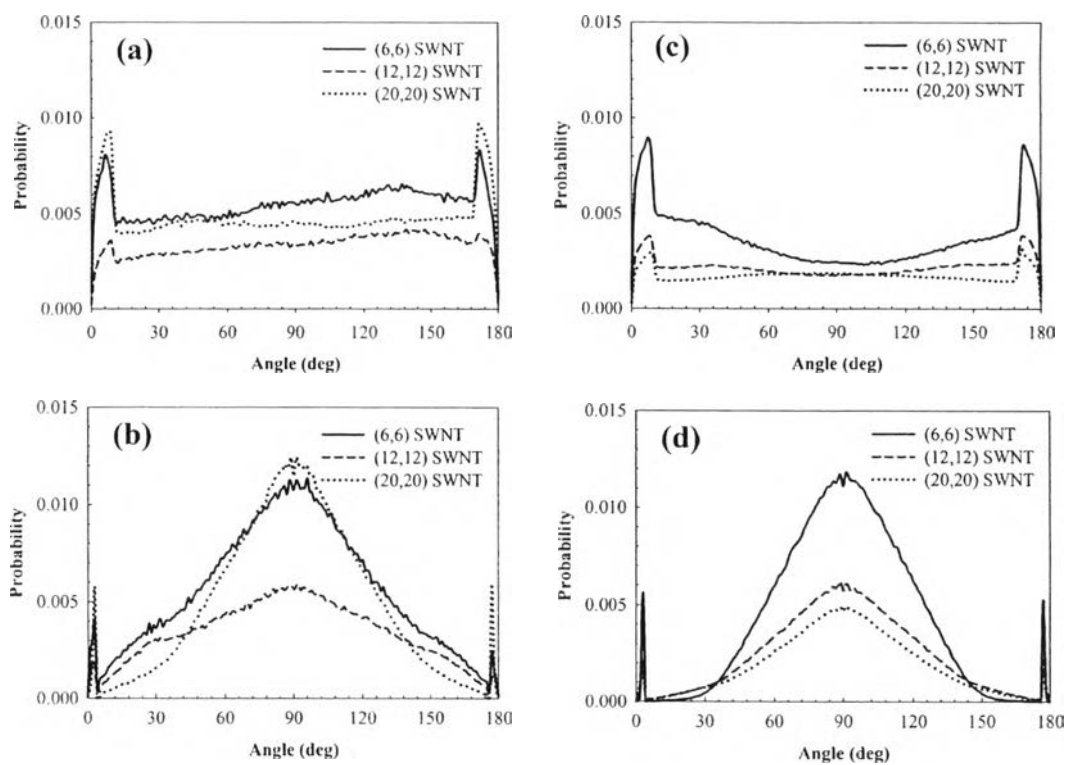 (a)
(6,6) SWNT
(12,12) SWNT
(20,20) SWNT
0.015
0.010
0.005
0.000
Probability
0 30 60 90 120 150 180
Angle (deg)
(c)
(6,6) SWNT
(12,12) SWNT
(20,20) SWNT
0.015
0.010
0.005
0.000
Probability
0 30 60 90 120 150 180
Angle (deg)
(b)
(6,6) SWNT
(12,12) SWNT
(20,20) SWNT
0.015
0.010
0.005
0.000
Probability
0 30 60 90 120 150 180
Angle (deg)
(d)
(6,6) SWNT
(12,12) SWNT
(20,20) SWNT
0.015
0.010
0.005
0.000
Probability
0 30 60 90 120 150 180
Angle (deg)